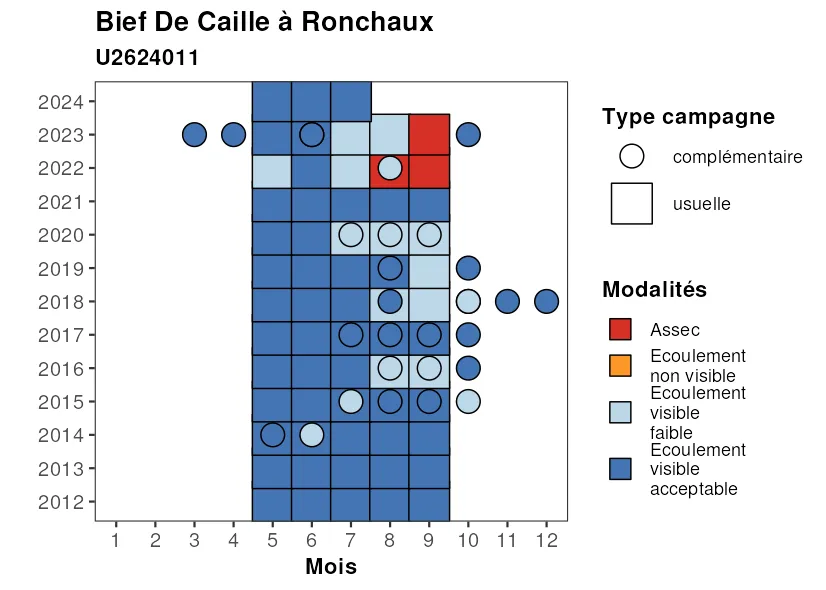 Bief De Caille à Ronchaux
U2624011
2024
2023
2022
2021
2020
2019
2018
2017
2016
2015
2014
2013
2012
1 2 3 4 5 6 7 8 9 10 11 12
Mois
Type campagne
complémentaire
usuelle
Modalités
Assec
Ecoulement
non visible
Ecoulement
visible
faible
Ecoulement
visible
acceptable